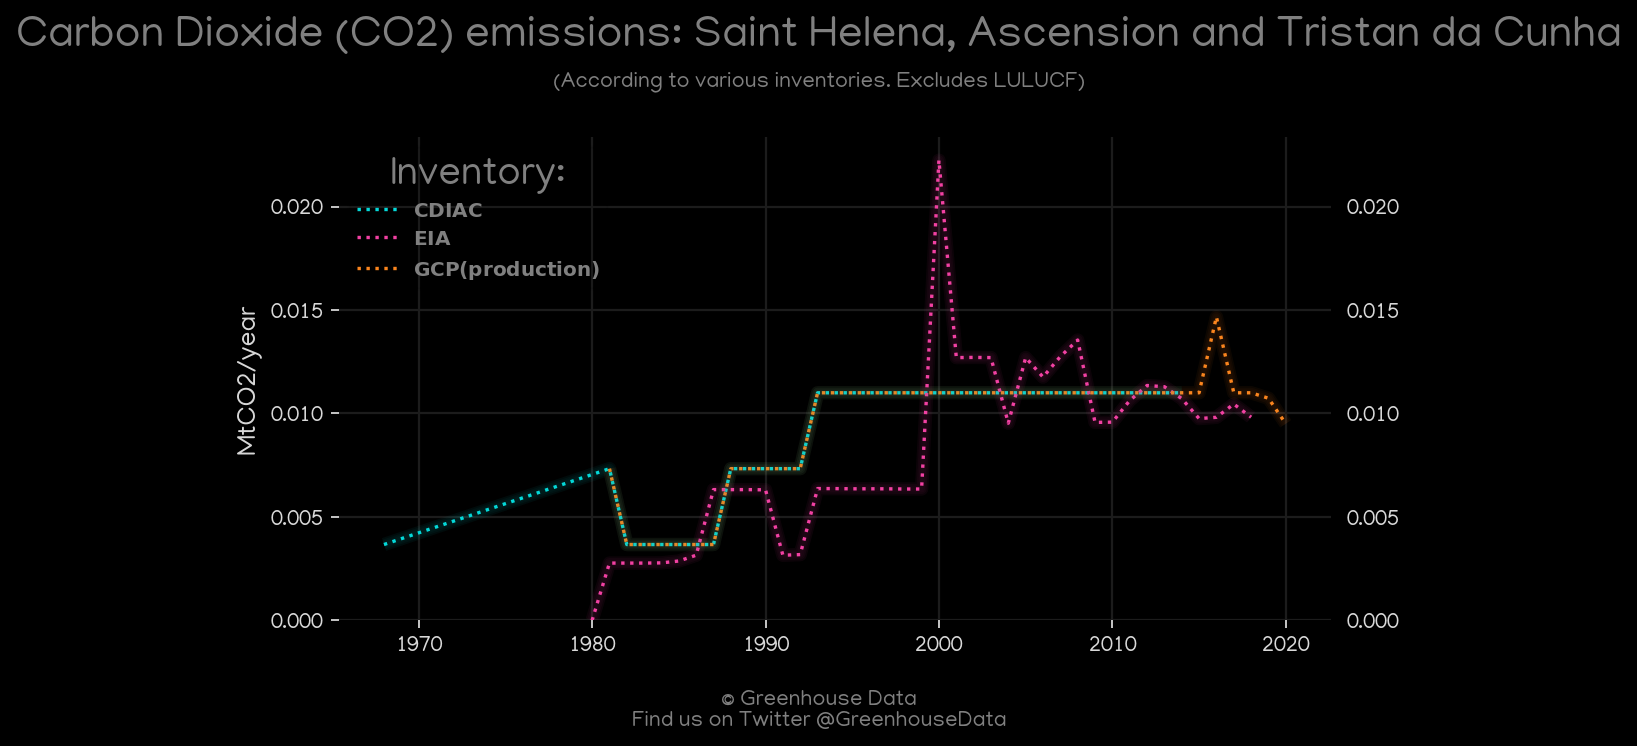 Carbon Dioxide (CO2) emissions: Saint Helena, Ascension and Tristan da Cunha
(According to various inventories. Excludes LULUCF)
Inventory:
CDIAC
EIA
GCP(production)
MtCO2/year
0.020 0.020
0.015 0.015
0.010 0.010
0.005 0.005
0.000 0.000
1970 1980 1990 2000 2010 2020
© Greenhouse Data
Find us on Twitter @GreenhouseData